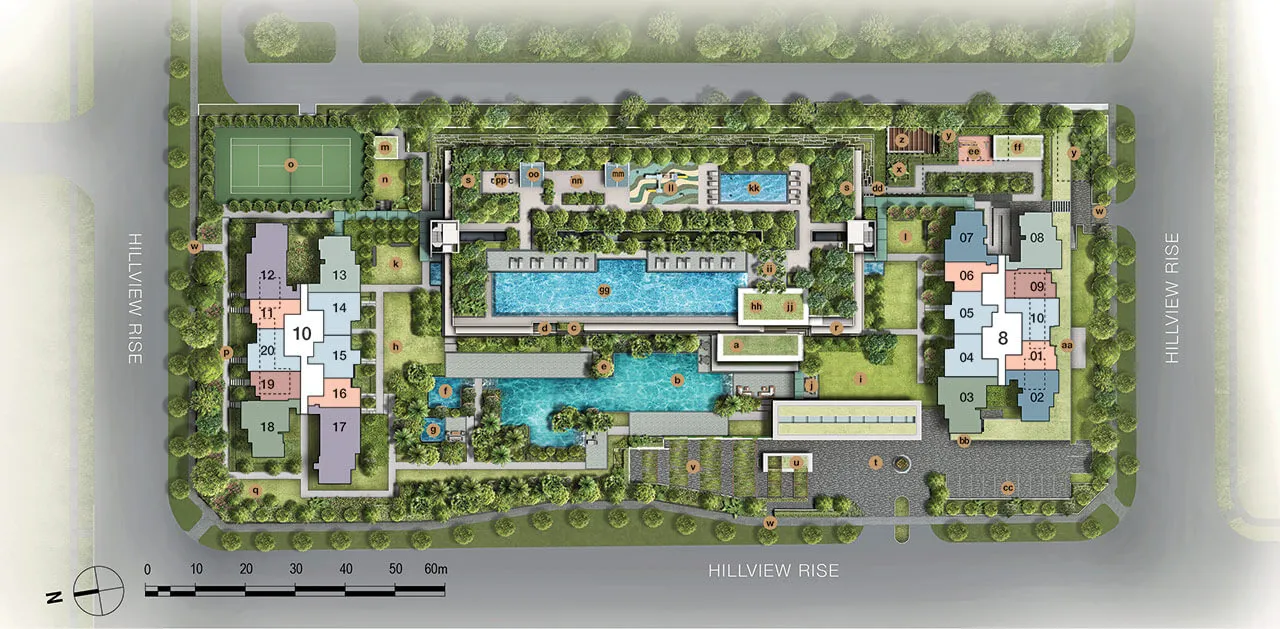 z
y
m
ee
ff
y
o
x
oo
mm
n
s
pp
nn
ll
kk
s
dd
w
l
w
07
08
12
13
k
ii
06
09
gg
11
14
hh
jj
05
10
10
d
c
r
8
HILLVIEW RISE
HILLVIEW RISE
p
20
h
a
aa
15
04
01
e
19
16
f
b
j
i
03
02
18
17
g
bb
v
u
t
q
cc
w
HILLVIEW RISE
0 10 20 30 40 50 60m
N